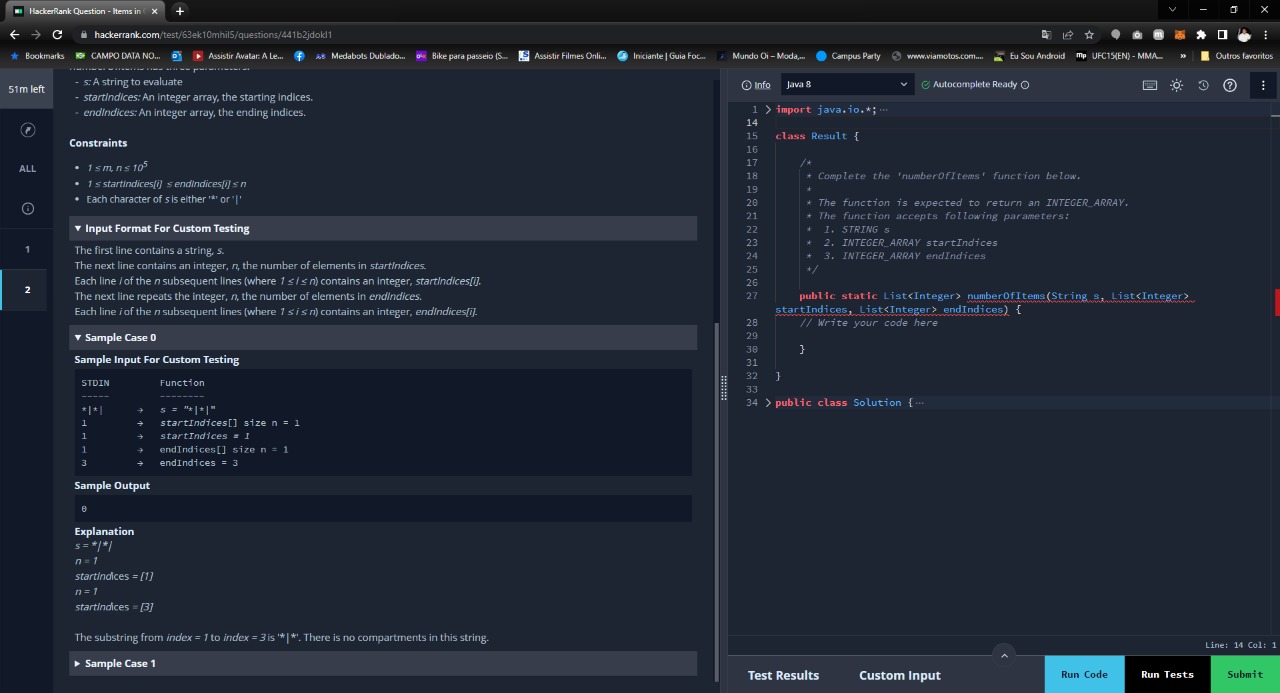 HackerRank Question - Items in
hackerrank.com/test/63ek10mhil5/questions/441b2jdokl1
Bookmarks
CAMPO DATA NO...
Assistir Avatar: A Le...
Medabots Dublado...
Bike para passeio (S...
Assistir Filmes Onli...
Iniciante | Guia Foc...
Mundo Oi – Moda,...
Campus Party
www.viamotos.com...
Eu Sou Android
UFC15(EN) - MMA...
»
Outros favoritos
51m left
ALL
1
2
- s: A string to evaluate
- startIndices: An integer array, the starting indices.
- endIndices: An integer array, the ending indices.
Constraints
• 1 ≤ m, n ≤ 10^5
• 1 ≤ startIndices[i] ≤ endIndices[i] ≤ n
• Each character of s is either '*' or '|'
▼ Input Format For Custom Testing
The first line contains a string, s.
The next line contains an integer, n, the number of elements in startIndices.
Each line i of the n subsequent lines (where 1 ≤ i ≤ n) contains an integer, startIndices[i].
The next line repeats the integer, n, the number of elements in endIndices.
Each line i of the n subsequent lines (where 1 ≤ i ≤ n) contains an integer, endIndices[i].
▼ Sample Case 0
Sample Input For Custom Testing
STDIN Function
----- --------
*|*| → s = "*|*|"
1 → startIndices[] size n = 1
1 → startIndices = 1
1 → endIndices[] size n = 1
3 → endIndices = 3
Sample Output
0
Explanation
s = *|*|
n = 1
startIndices = [1]
n = 1
startIndices = [3]
The substring from index = 1 to index = 3 is '*|*'. There is no compartments in this string.
▶ Sample Case 1
Info
Java 8
Autocomplete Ready
1 import java.io.*; ···
14
15 class Result {
16
17 /*
18 * Complete the 'numberOfItems' function below.
19 *
20 * The function is expected to return an INTEGER_ARRAY.
21 * The function accepts following parameters:
22 * 1. STRING s
23 * 2. INTEGER_ARRAY startIndices
24 * 3. INTEGER_ARRAY endIndices
25 */
26
27 public static List<Integer> numberOfItems(String s, List<Integer>
startIndices, List<Integer> endIndices) {
28 // Write your code here
29
30 }
31
32 }
33
34 public class Solution { ···
Line: 14 Col: 1
Test Results
Custom Input
Run Code
Run Tests
Submit